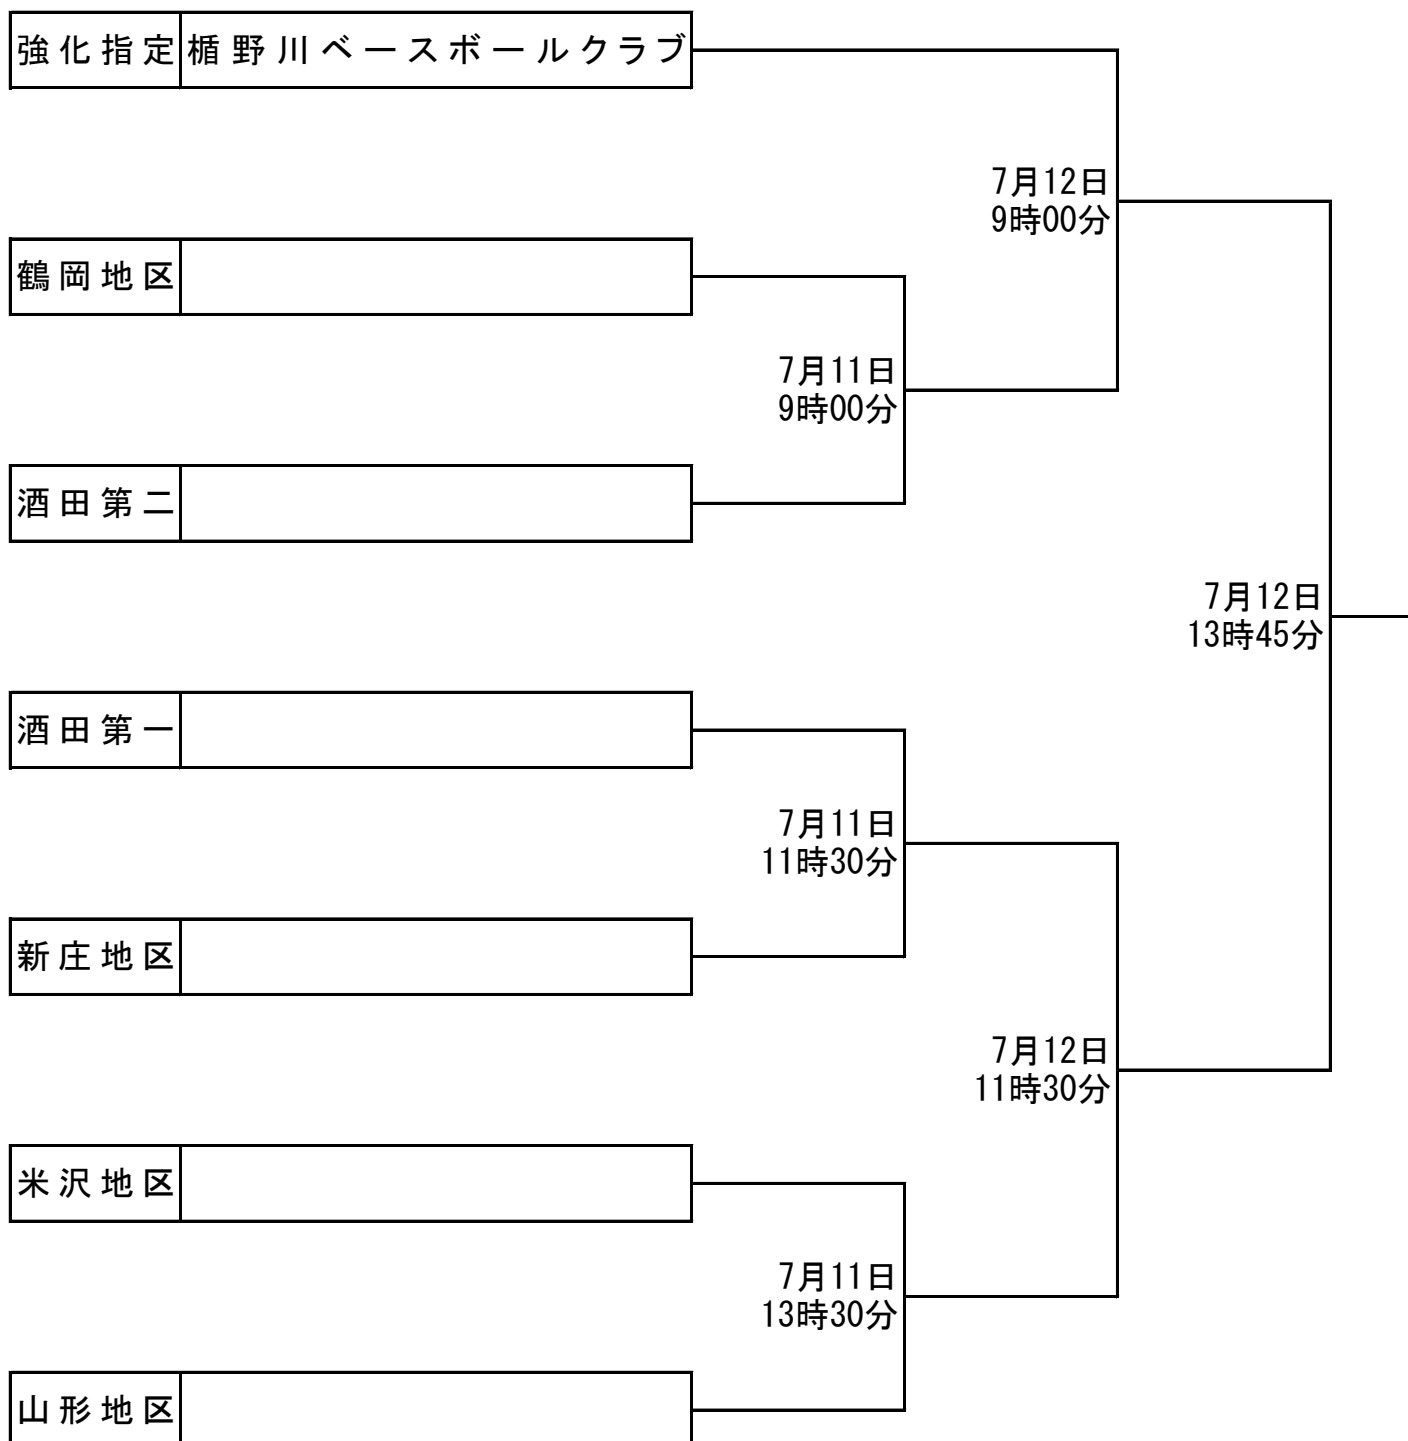 強化指定 楯野川ベースボールクラブ
7月12日
9時00分
鶴岡地区
7月11日
9時00分
酒田第二
7月12日
13時45分
酒田第一
7月11日
11時30分
新庄地区
7月12日
11時30分
米沢地区
7月11日
13時30分
山形地区